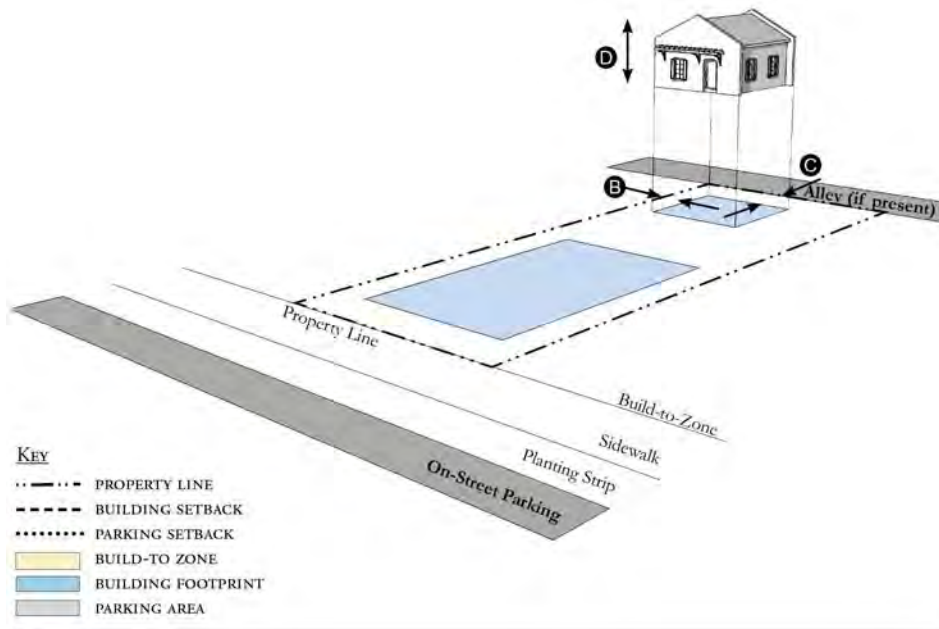 D
B
C
Alley (if present)
Property Line
Build-to-Zone
Sidewalk
Planting Strip
On-Street Parking
KEY
PROPERTY LINE
BUILDING SETBACK
PARKING SETBACK
BUILD-TO ZONE
BUILDING FOOTPRINT
PARKING AREA